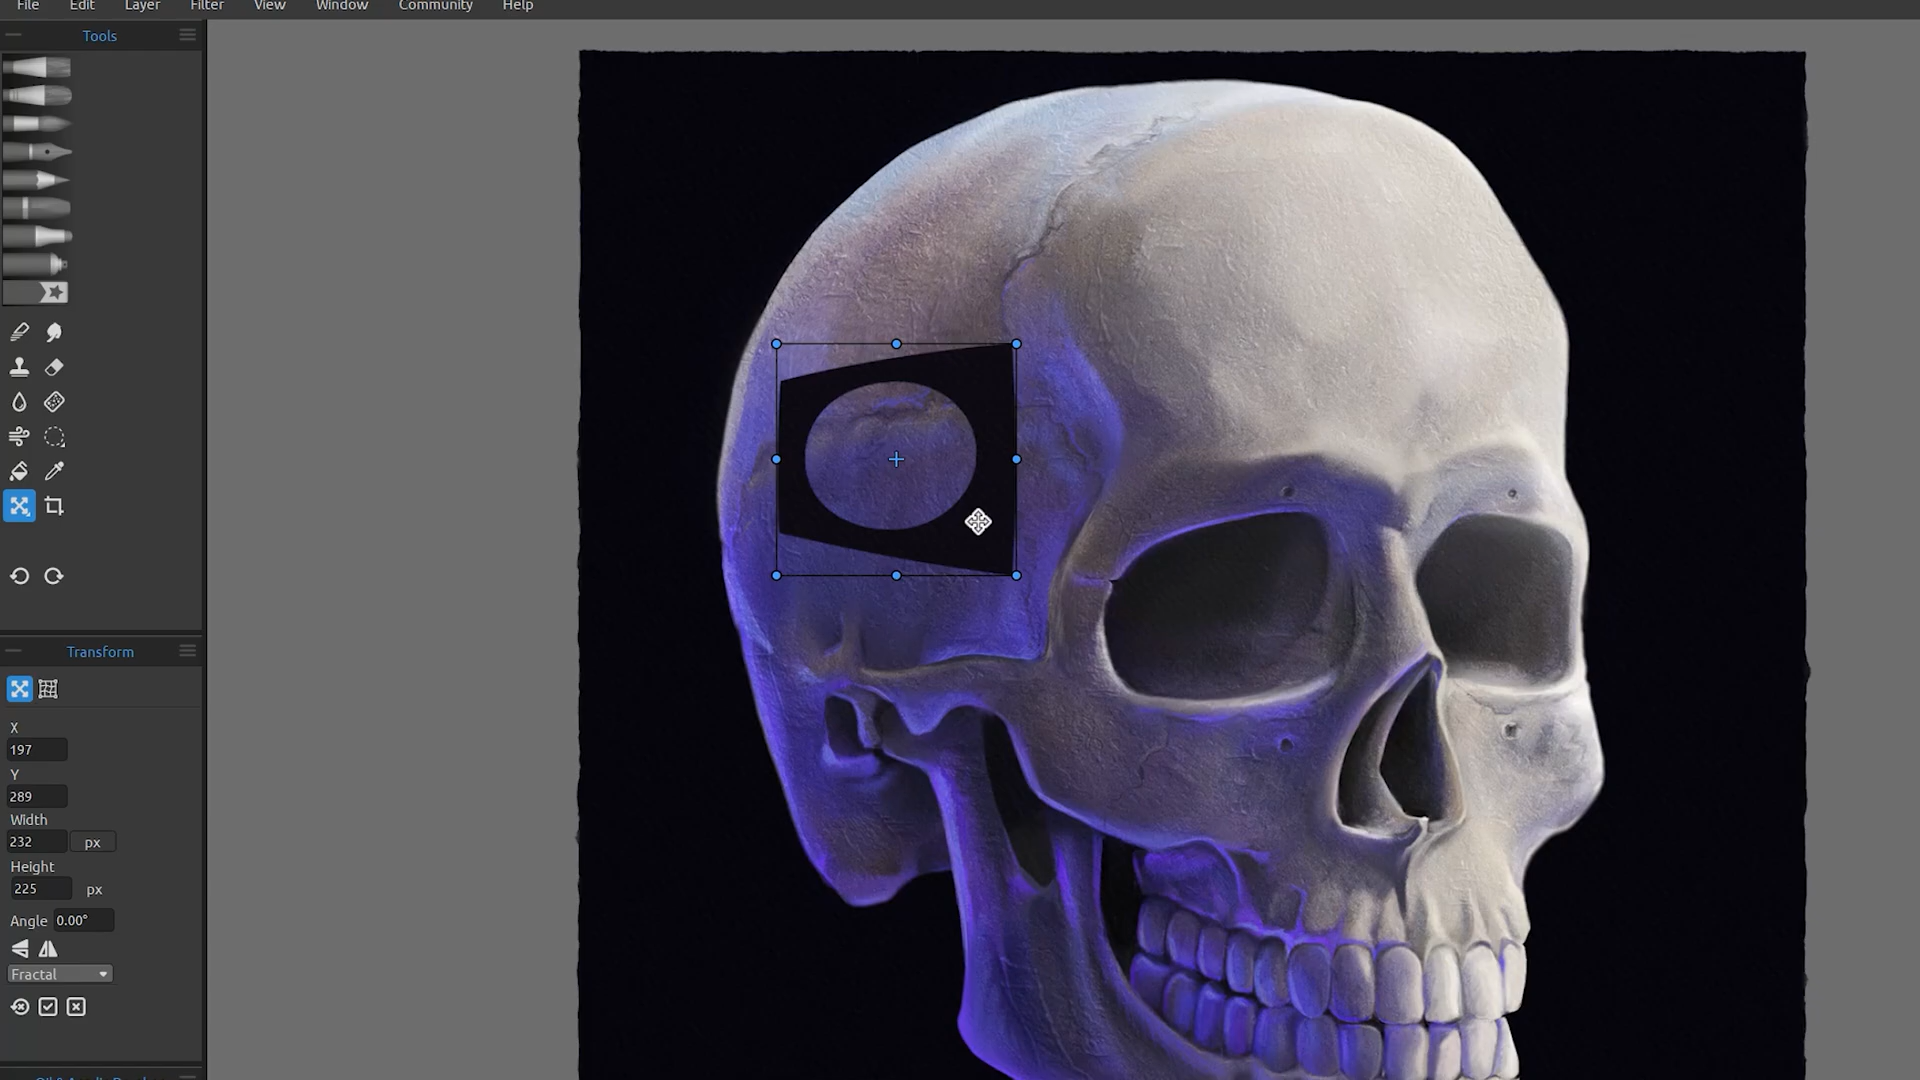 File Edit Layer Filter View Window Community Help
Tools
Transform
X
197
Y
289
Width
232 px
Height
225 px
Angle 0.00°
Fractal